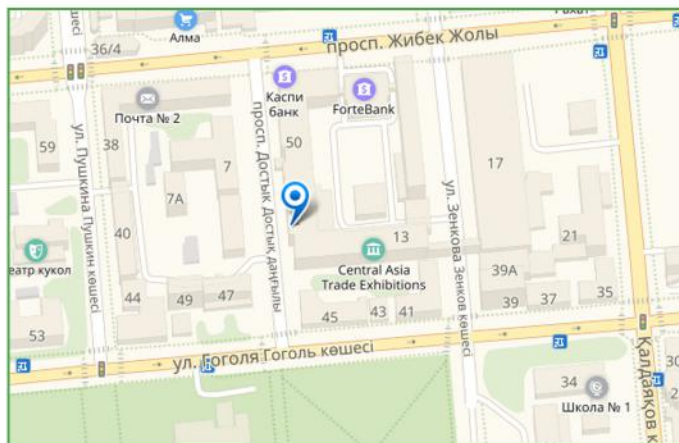 Алма
36/4
просп. Жибек Жолы
Каспи
банк
ForteBank
Почта № 2
59
38
50
7
17
ул. Пушкина Пушкин көшесі
просп. Достық Достық даңғылы
ул. Зенкова Зенков көшесі
7А
40
13
21
еатр кукол
Central Asia
Trade Exhibitions
39А
44
49
47
45
43
41
39
37
35
53
ул. Гоголя Гоголь көшесі
Қалдаяқов к
34
Школа № 1
30